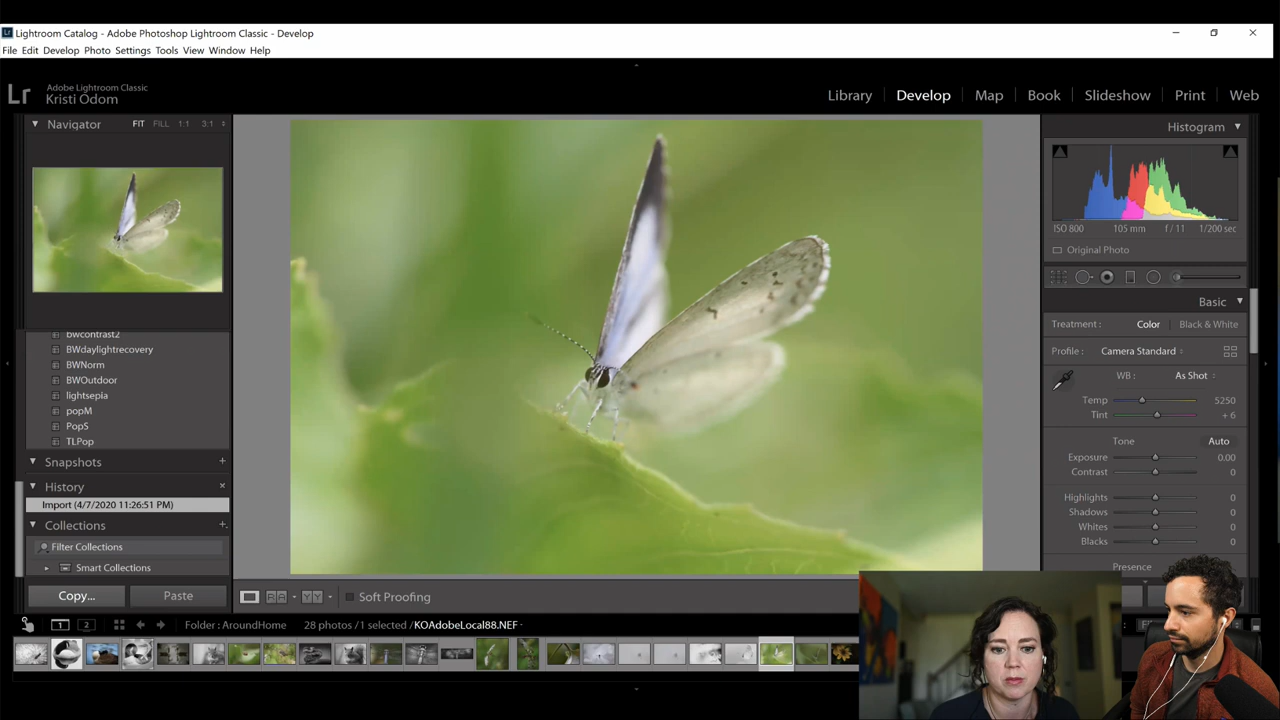 Lr Lightroom Catalog - Adobe Photoshop Lightroom Classic - Develop
File Edit Develop Photo Settings Tools View Window Help
Lr Adobe Lightroom Classic
Kristi Odom
Library Develop Map Book Slideshow Print Web
Navigator FIT FILL 1:1 3:1
Histogram
ISO 800 105 mm f / 11 1/200 sec
Original Photo
Basic
Treatment : Color Black & White
Profile : Camera Standard
WB : As Shot
Temp 5250
Tint + 6
Tone Auto
Exposure 0.00
Contrast 0
Highlights 0
Shadows 0
Whites 0
Blacks 0
Presence
bwcontrast2
BWdaylightrecovery
BWNorm
BWOutdoor
lightsepia
popM
PopS
TLPop
Snapshots +
History ×
Import (4/7/2020 11:26:51 PM)
Collections +
Filter Collections
Smart Collections
Copy... Paste
Soft Proofing
1 2 Folder : AroundHome 28 photos / 1 selected / KOAdobeLocal88.NEF